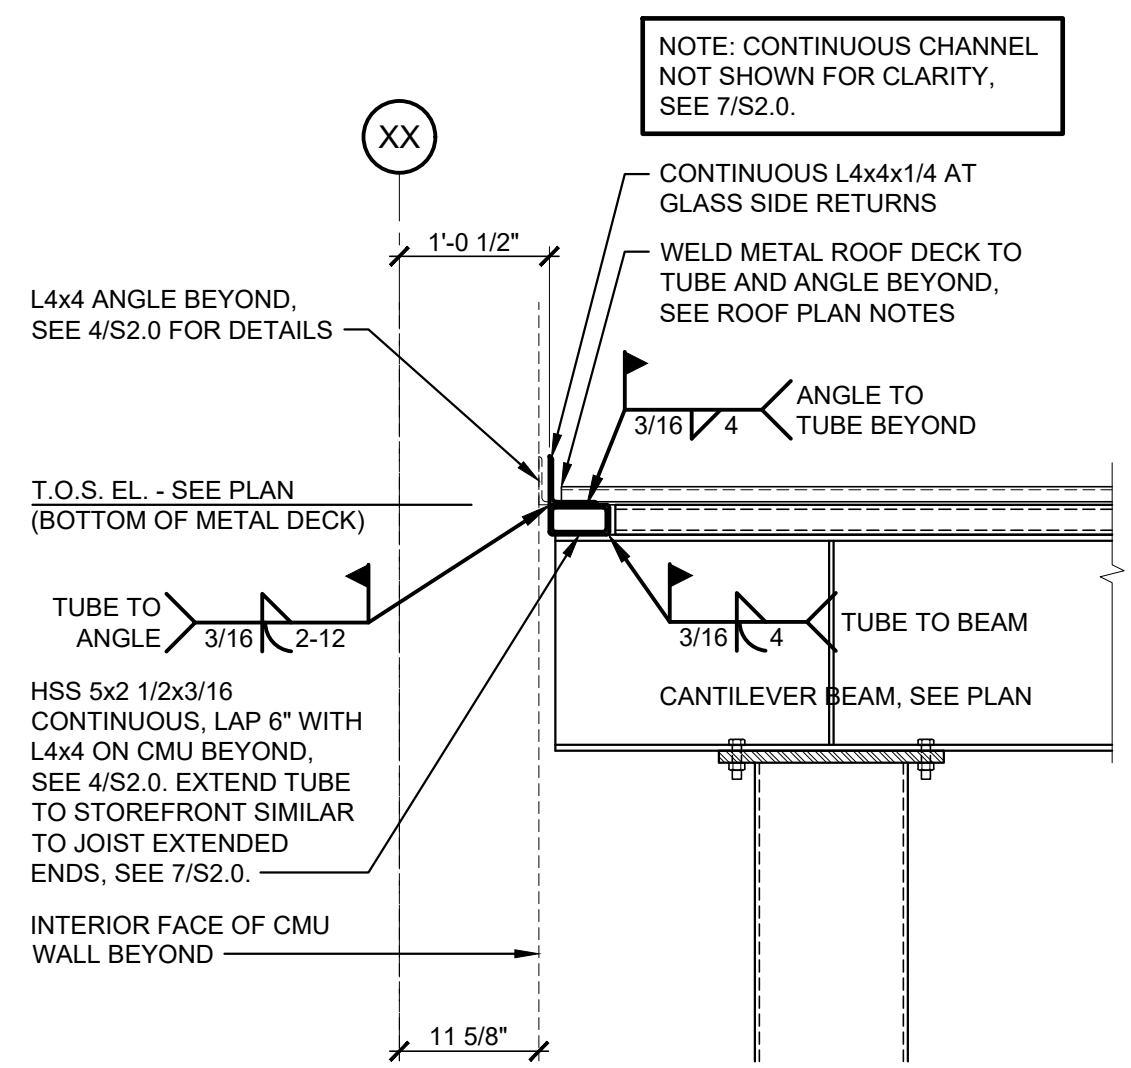 NOTE: CONTINUOUS CHANNEL
NOT SHOWN FOR CLARITY,
SEE 7/S2.0.
XX
CONTINUOUS L4x4x1/4 AT
GLASS SIDE RETURNS
1'-0 1/2"
WELD METAL ROOF DECK TO
TUBE AND ANGLE BEYOND,
SEE ROOF PLAN NOTES
L4x4 ANGLE BEYOND,
SEE 4/S2.0 FOR DETAILS
ANGLE TO
TUBE BEYOND
3/16 4
T.O.S. EL. - SEE PLAN
(BOTTOM OF METAL DECK)
TUBE TO
ANGLE
3/16 2-12
3/16 4
TUBE TO BEAM
HSS 5x2 1/2x3/16
CONTINUOUS, LAP 6" WITH
L4x4 ON CMU BEYOND,
SEE 4/S2.0. EXTEND TUBE
TO STOREFRONT SIMILAR
TO JOIST EXTENDED
ENDS, SEE 7/S2.0.
CANTILEVER BEAM, SEE PLAN
INTERIOR FACE OF CMU
WALL BEYOND
11 5/8"